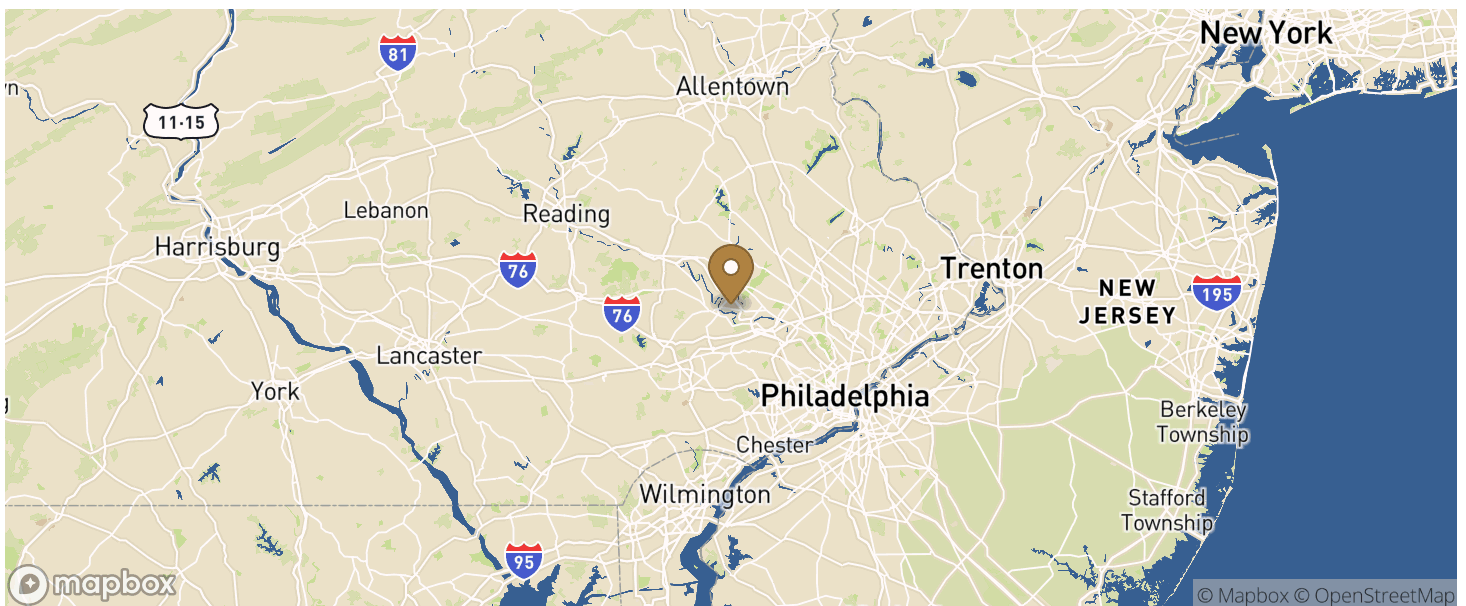 New York
81
Allentown
11·15
Lebanon
Reading
Harrisburg
76
Trenton
NEW
JERSEY
195
76
Lancaster
York
Philadelphia
Berkeley
Township
Chester
Wilmington
Stafford
Township
95
mapbox
© Mapbox © OpenStreetMap